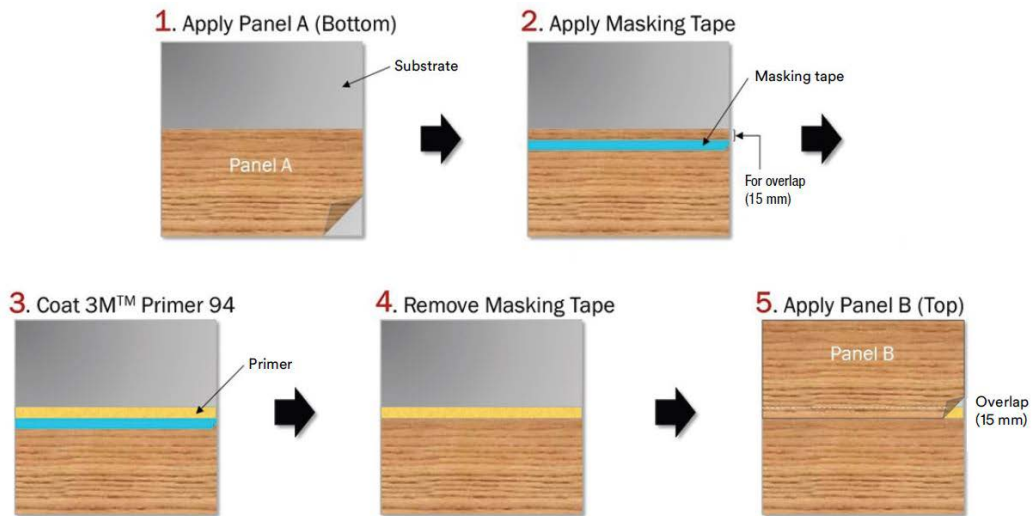 1. Apply Panel A (Bottom)
Substrate
Panel A
2. Apply Masking Tape
Masking tape
For overlap
(15 mm)
3. Coat 3M™ Primer 94
Primer
4. Remove Masking Tape
5. Apply Panel B (Top)
Panel B
Overlap
(15 mm)